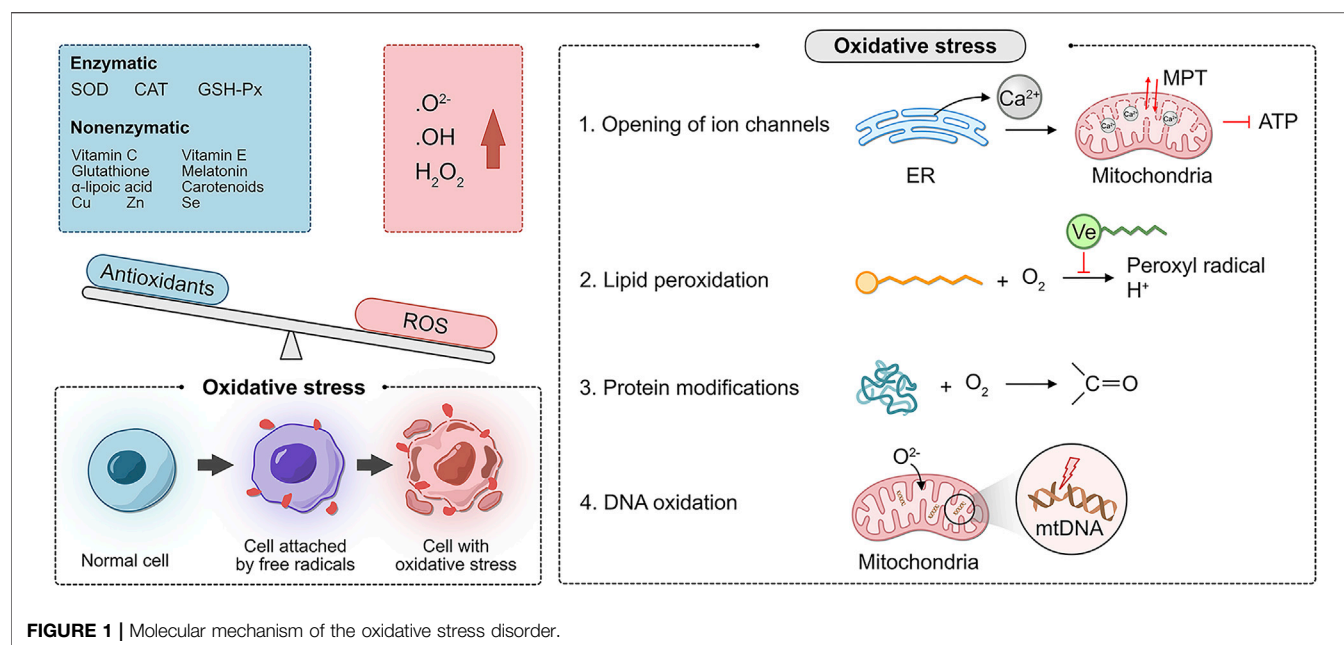 Enzymatic
SOD CAT GSH-Px
Nonenzymatic
Vitamin C Vitamin E
Glutathione Melatonin
α-lipoic acid Carotenoids
Cu Zn Se
.O²⁻
.OH
H₂O₂
Antioxidants
ROS
Oxidative stress
Normal cell
Cell attached
by free radicals
Cell with
oxidative stress
Oxidative stress
1. Opening of ion channels
Ca²⁺
ER
MPT
Ca²⁺ Ca²⁺ Ca²⁺
ATP
Mitochondria
2. Lipid peroxidation
+ O₂
Ve
Peroxyl radical
H⁺
3. Protein modifications
+ O₂
C=O
4. DNA oxidation
O²⁻
Mitochondria
mtDNA
FIGURE 1 | Molecular mechanism of the oxidative stress disorder.